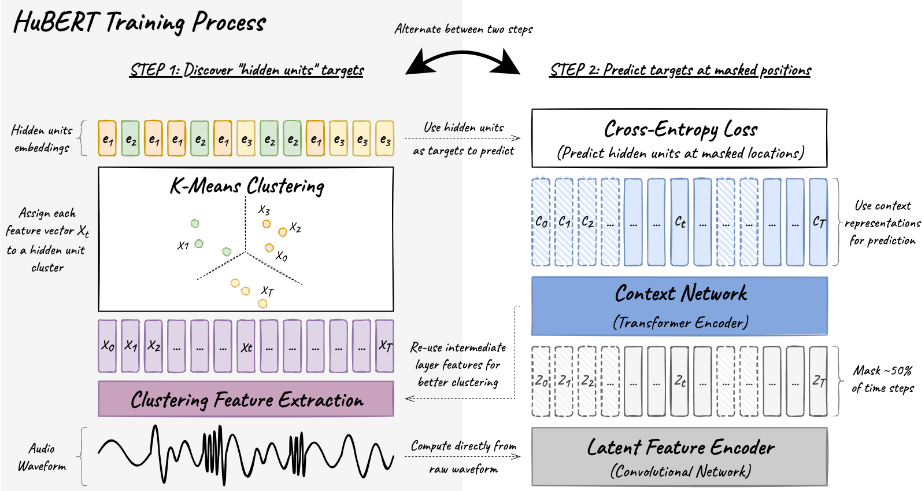 HuBERT Training Process
Alternate between two steps
STEP 1: Discover "hidden units" targets
STEP 2: Predict targets at masked positions
Hidden units
embeddings
e1 e2 e1 e1 e2 e1 e3 e2 e2 e1 e3 e3 e3
Use hidden units
as targets to predict
Cross-Entropy Loss
(Predict hidden units at masked locations)
K-Means Clustering
X3
X2
X1
X0
XT
Assign each
feature vector Xt
to a hidden unit
cluster
C0 C1 C2 ... ... ... Ct ... ... ... ... ... CT
Use context
representations
for prediction
Context Network
(Transformer Encoder)
X0 X1 X2 ... ... ... Xt ... ... ... ... ... XT
Re-use intermediate
layer features for
better clustering
Z0 Z1 Z2 ... ... ... Zt ... ... ... ... ... ZT
Mask ~50%
of time steps
Clustering Feature Extraction
Audio
Waveform
Compute directly from
raw waveform
Latent Feature Encoder
(Convolutional Network)